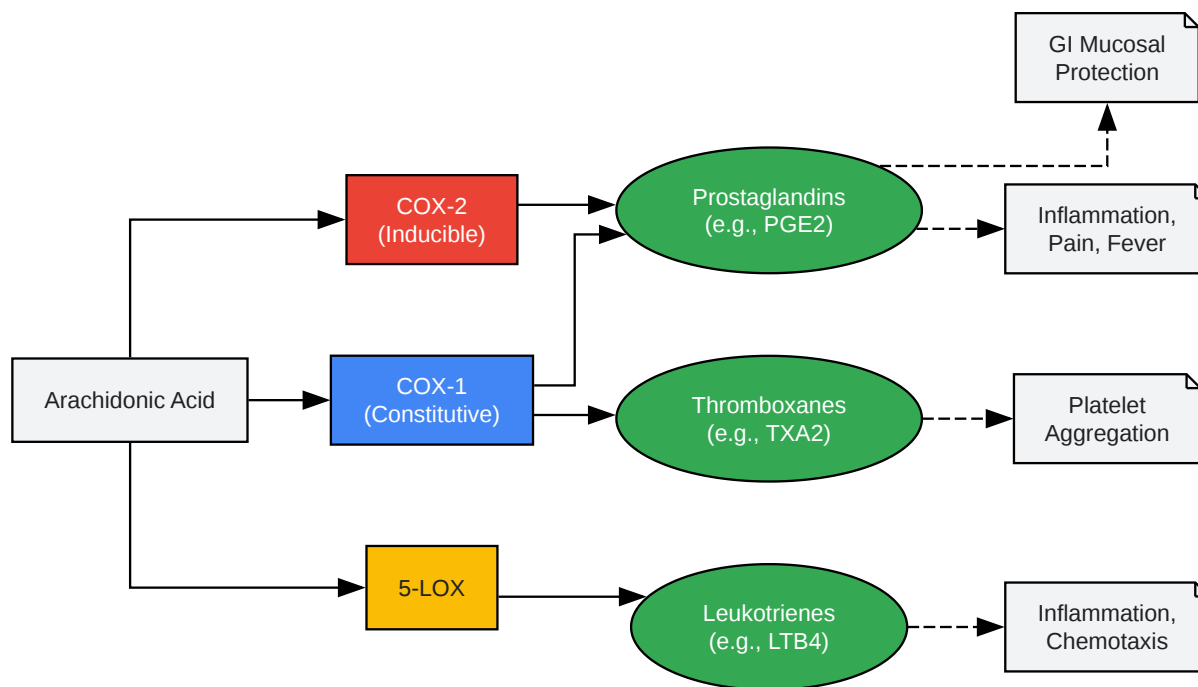 GI Mucosal
Protection
COX-2
(Inducible)
Prostaglandins
(e.g., PGE2)
Inflammation,
Pain, Fever
Arachidonic Acid
COX-1
(Constitutive)
Thromboxanes
(e.g., TXA2)
Platelet
Aggregation
5-LOX
Leukotrienes
(e.g., LTB4)
Inflammation,
Chemotaxis